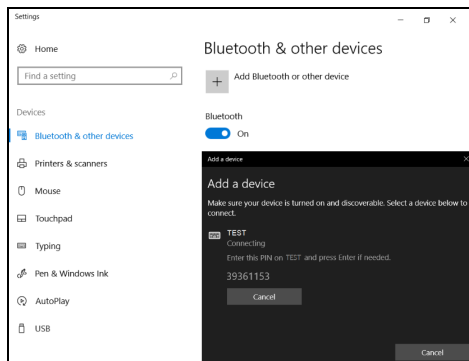 Settings
Home
Find a setting
Devices
Bluetooth & other devices
Printers & scanners
Mouse
Touchpad
Typing
Pen & Windows Ink
AutoPlay
USB
Bluetooth & other devices
Add Bluetooth or other device
Bluetooth
On
Add a device
Add a device
Make sure your device is turned on and discoverable. Select a device below to
connect.
TEST
Connecting
Enter this PIN on TEST and press Enter if needed.
39361153
Cancel
Cancel